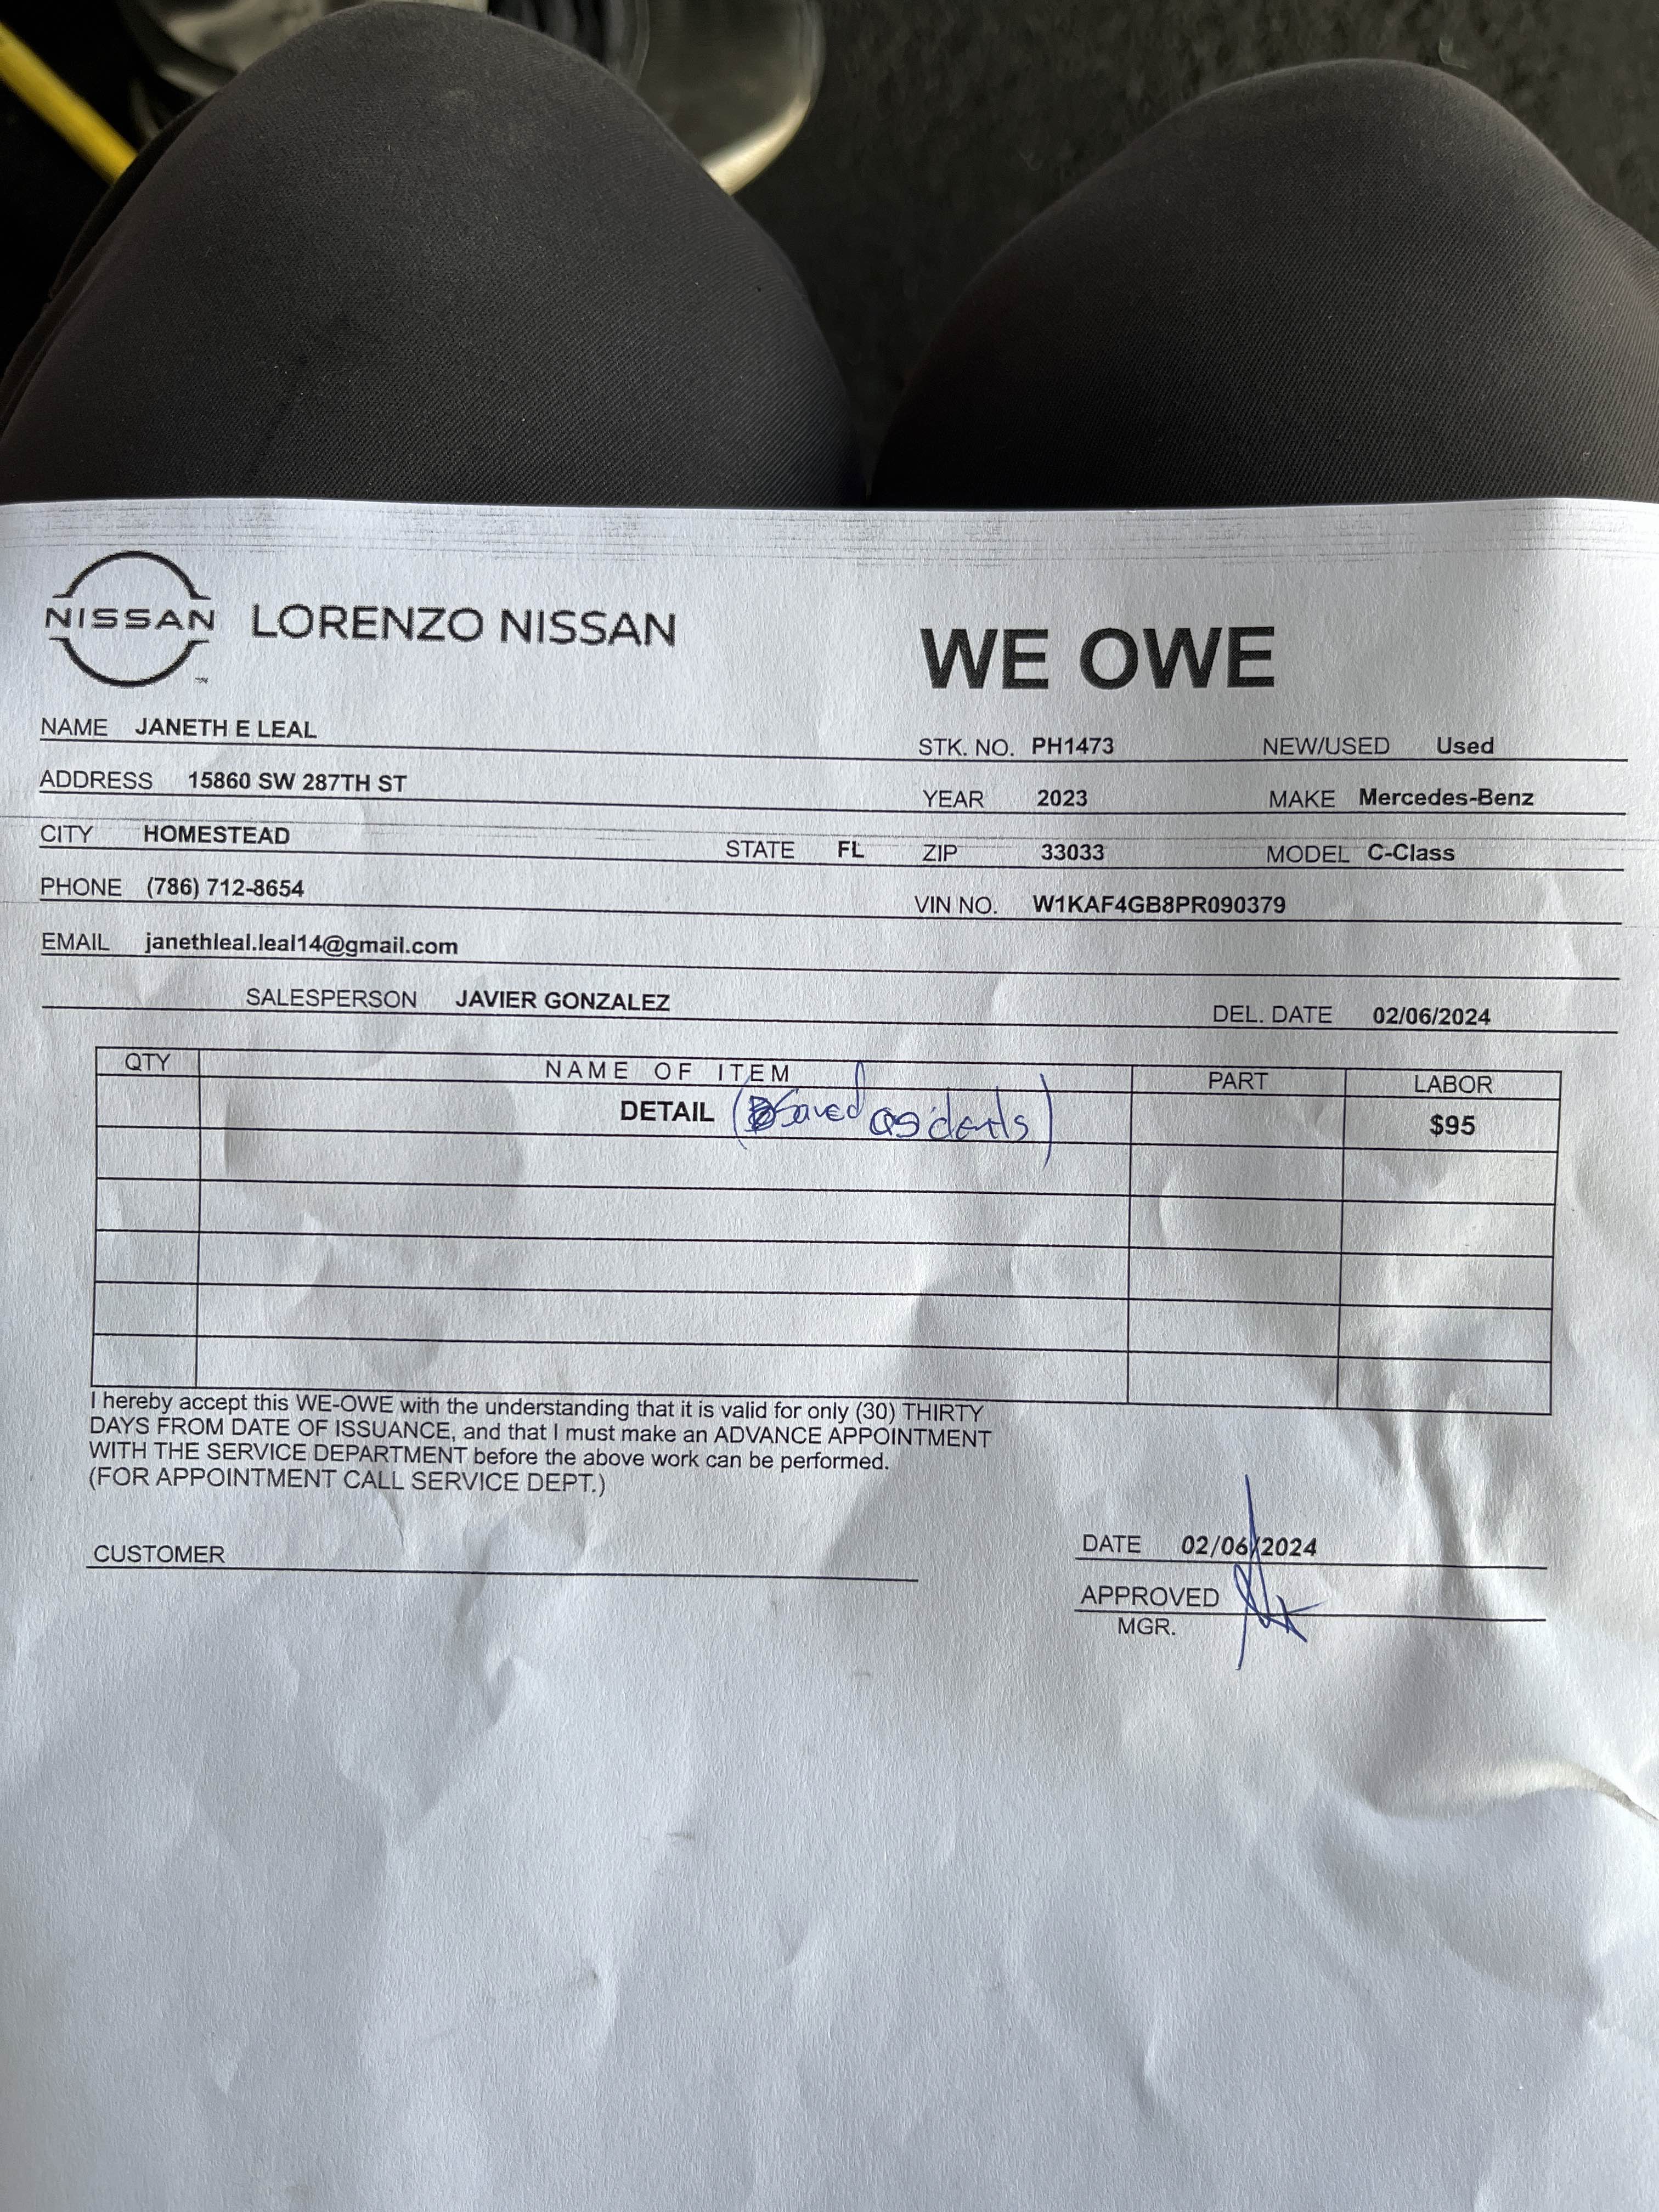 NISSAN LORENZO NISSAN
TM
WE OWE
NAME JANETH E LEAL
STK. NO. PH1473 NEW/USED Used
ADDRESS 15860 SW 287TH ST
YEAR 2023 MAKE Mercedes-Benz
CITY HOMESTEAD STATE FL ZIP 33033 MODEL C-Class
PHONE (786) 712-8654
VIN NO. W1KAF4GB8PR090379
EMAIL janethleal.leal14@gmail.com
SALESPERSON JAVIER GONZALEZ DEL. DATE 02/06/2024
QTY NAME OF ITEM PART LABOR
DETAIL (Saved as dents) $95
I hereby accept this WE-OWE with the understanding that it is valid for only (30) THIRTY
DAYS FROM DATE OF ISSUANCE, and that I must make an ADVANCE APPOINTMENT
WITH THE SERVICE DEPARTMENT before the above work can be performed.
(FOR APPOINTMENT CALL SERVICE DEPT.)
CUSTOMER
DATE 02/06/2024
APPROVED
MGR.